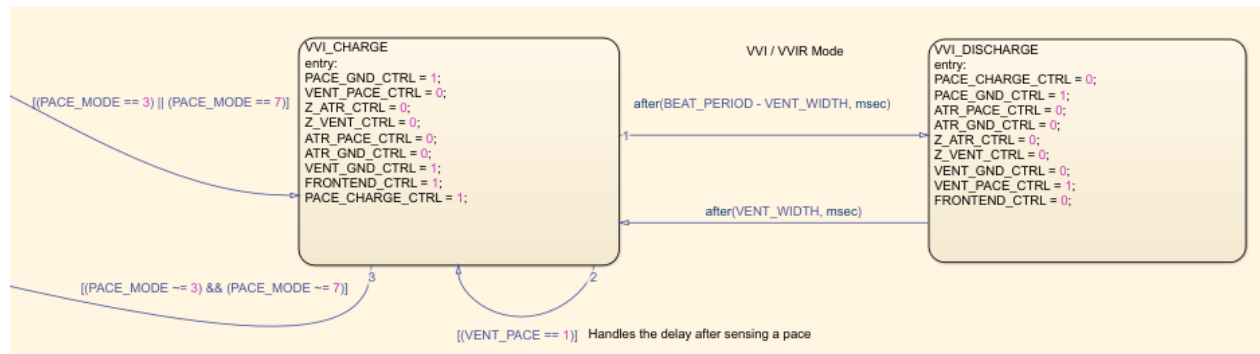 VVI_CHARGE
entry:
PACE_GND_CTRL = 1;
VENT_PACE_CTRL = 0;
Z_ATR_CTRL = 0;
Z_VENT_CTRL = 0;
ATR_PACE_CTRL = 0;
ATR_GND_CTRL = 0;
VENT_GND_CTRL = 1;
FRONTEND_CTRL = 1;
PACE_CHARGE_CTRL = 1;
[(PACE_MODE == 3) || (PACE_MODE == 7)]
VVI / VVIR Mode
after(BEAT_PERIOD - VENT_WIDTH, msec)
1
after(VENT_WIDTH, msec)
VVI_DISCHARGE
entry:
PACE_CHARGE_CTRL = 0;
PACE_GND_CTRL = 1;
ATR_PACE_CTRL = 0;
ATR_GND_CTRL = 0;
Z_ATR_CTRL = 0;
Z_VENT_CTRL = 0;
VENT_GND_CTRL = 0;
VENT_PACE_CTRL = 1;
FRONTEND_CTRL = 0;
3
2
[(PACE_MODE ~= 3) && (PACE_MODE ~= 7)]
[(VENT_PACE == 1)] Handles the delay after sensing a pace